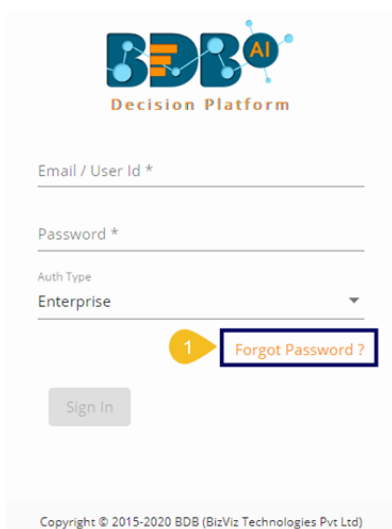 BDB AI
Decision Platform
Email / User Id *
Password *
Auth Type
Enterprise
1
Forgot Password ?
Sign In
Copyright © 2015-2020 BDB (BizViz Technologies Pvt Ltd)